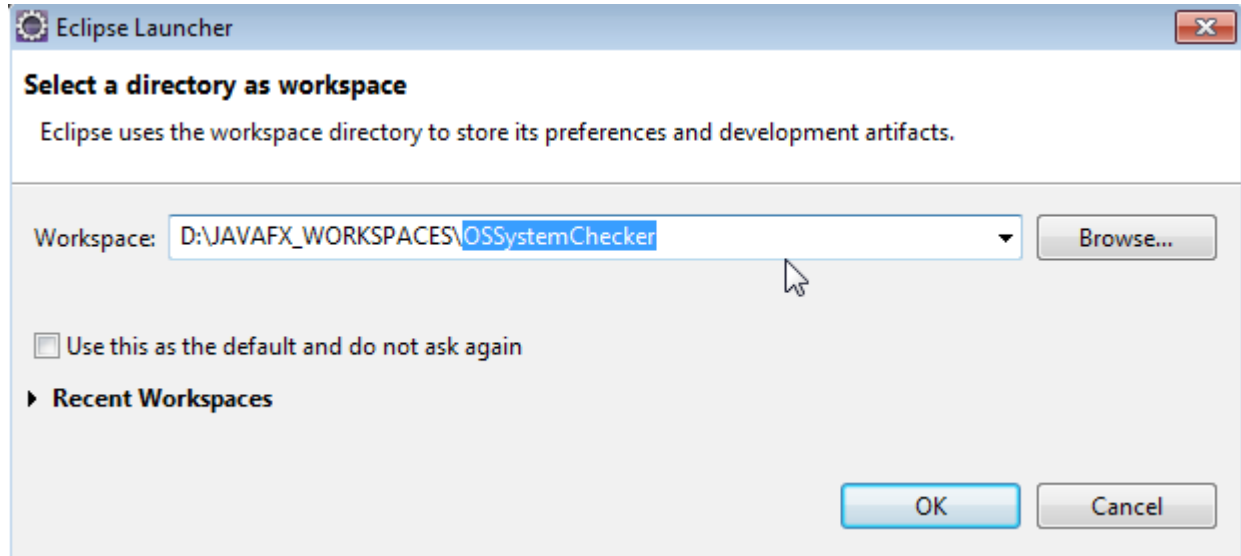 Eclipse Launcher
Select a directory as workspace
Eclipse uses the workspace directory to store its preferences and development artifacts.
Workspace: D:\JAVAFX_WORKSPACES\OSSystemChecker Browse...
Use this as the default and do not ask again
Recent Workspaces
OK Cancel